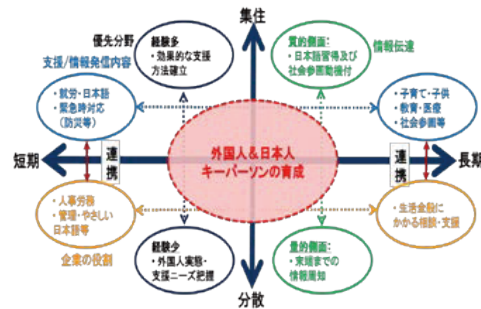 集住
優先分野
経験多
・効果的な支援
方法確立
質的側面:
・日本語習得及び
社会参画動機付
情報伝達
支援/情報発信内容
・就労・日本語
・緊急時対応
(防災等)
・子育て・子供
・教育・医療
・社会参画等
外国人&日本人
キーパーソンの育成
短期
連携
連携
長期
・人事労務
・管理・やさしい
日本語等
・生活全般に
かかる相談・支援
企業の役割
経験少
・外国人実態・
支援ニーズ把握
量的側面:
・末端までの
情報周知
分散